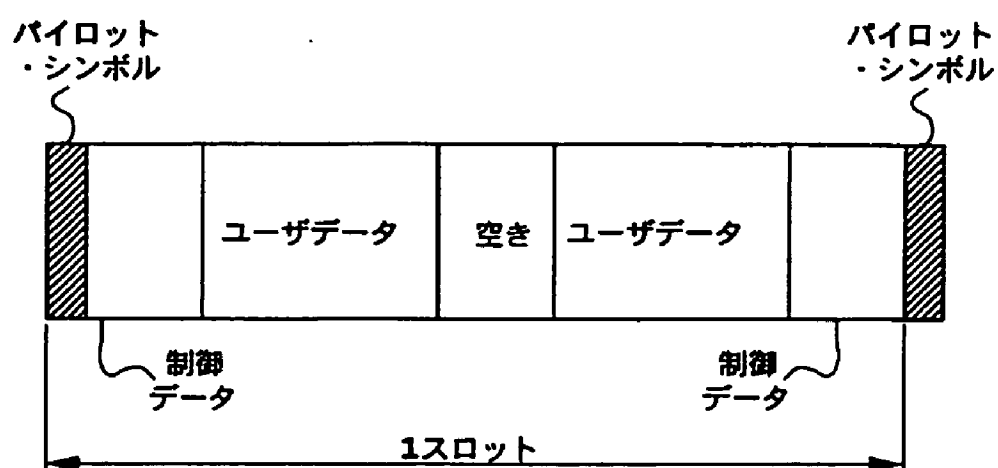 パイロット
・シンボル
パイロット
・シンボル
ユーザデータ
空き
ユーザデータ
制御
データ
制御
データ
1スロット